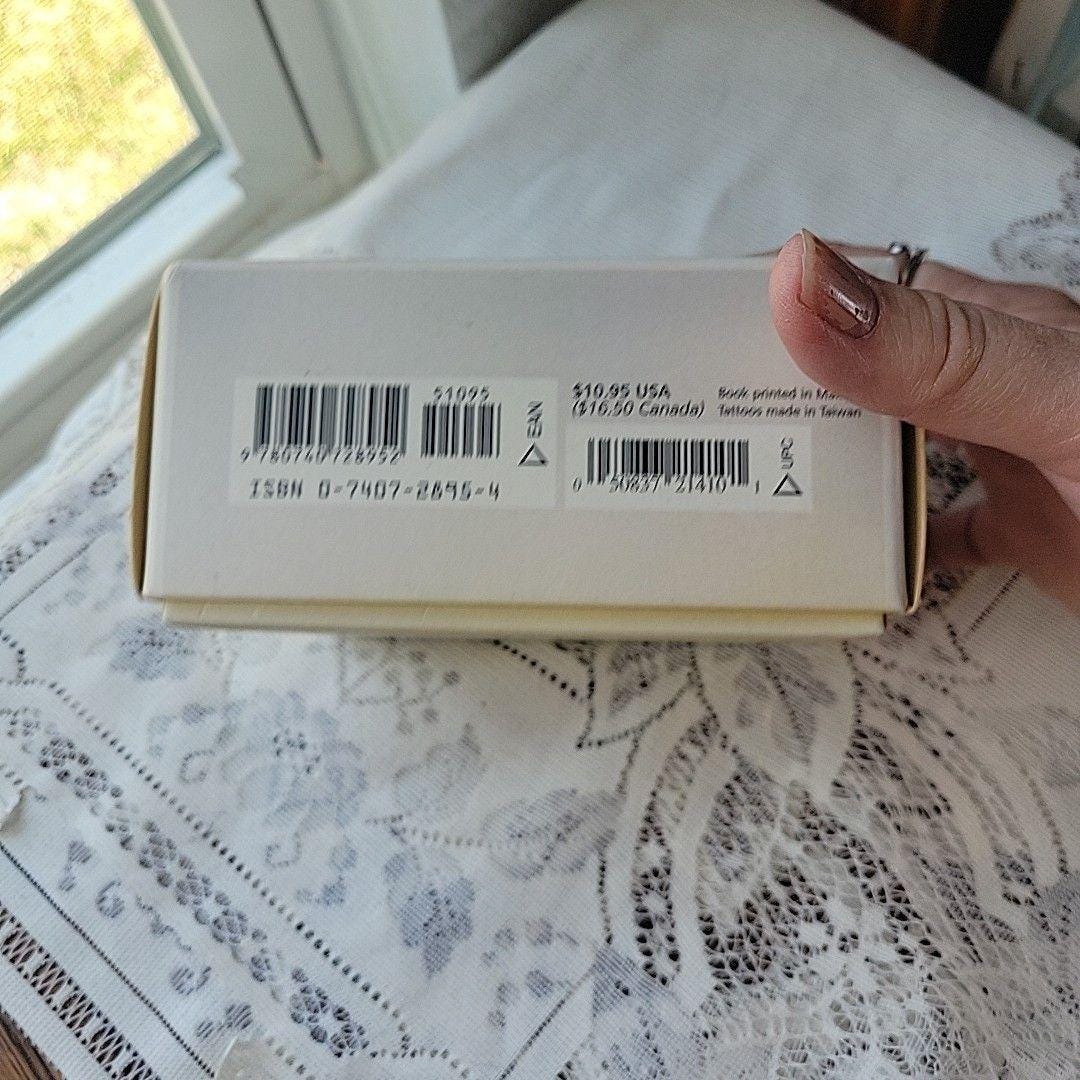 51095
EAN
9 780740 728952
ISBN 0-7407-2895-4
$10.95 USA
($16.50 Canada)
Book printed in
Tattoos made in Taiwan
UPC
0 50837 21410 1